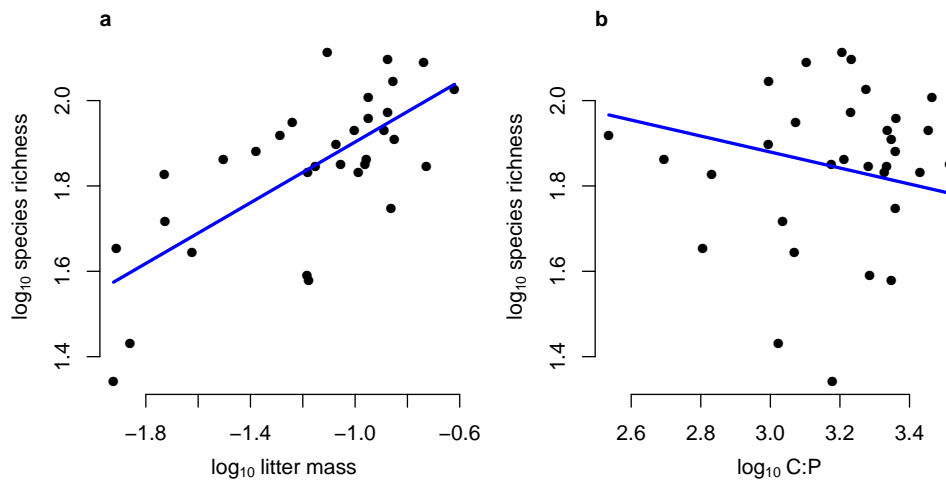 a
log₁₀ species richness
2.0
1.8
1.6
1.4
−1.8 −1.4 −1.0 −0.6
log₁₀ litter mass
b
log₁₀ species richness
2.0
1.8
1.6
1.4
2.6 2.8 3.0 3.2 3.4
log₁₀ C:P